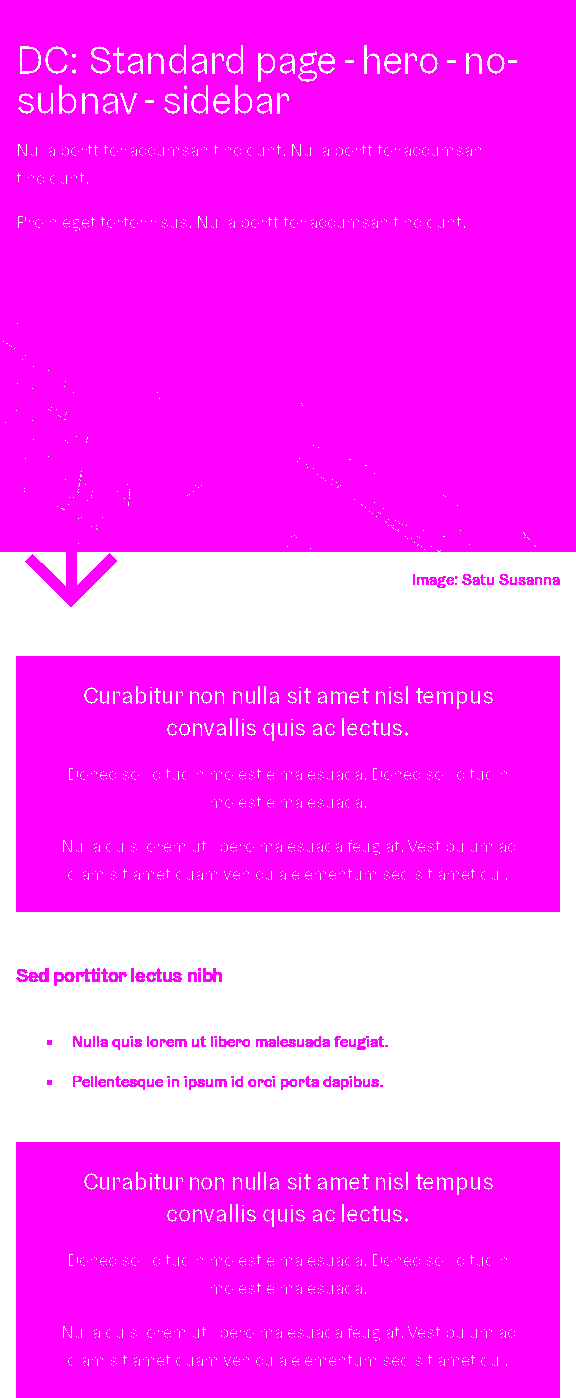 DC: Standard page - hero - no-
subnav - sidebar
Nulla porttitor accumsan tincidunt. Nulla porttitor accumsan
tincidunt.
Proin eget tortor risus. Nulla porttitor accumsan tincidunt.
Image: Satu Susanna
Curabitur non nulla sit amet nisl tempus
convallis quis ac lectus.
Donec sollicitudin molestie malesuada. Donec sollicitudin
molestie malesuada.
Nulla quis lorem ut libero malesuada feugiat. Vestibulum ac
diam sit amet quam vehicula elementum sed sit amet dui.
Sed porttitor lectus nibh
▪ Nulla quis lorem ut libero malesuada feugiat.
▪ Pellentesque in ipsum id orci porta dapibus.
Curabitur non nulla sit amet nisl tempus
convallis quis ac lectus.
Donec sollicitudin molestie malesuada. Donec sollicitudin
molestie malesuada.
Nulla quis lorem ut libero malesuada feugiat. Vestibulum ac
diam sit amet quam vehicula elementum sed sit amet dui.